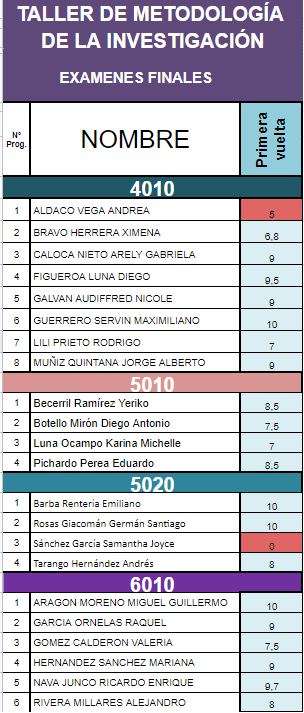 TALLER DE METODOLOGÍA
DE LA INVESTIGACIÓN
EXAMENES FINALES
N° Prog. NOMBRE Primera vuelta
4010
1 ALDACO VEGA ANDREA 5
2 BRAVO HERRERA XIMENA 6,8
3 CALOCA NIETO ARELY GABRIELA 9
4 FIGUEROA LUNA DIEGO 9,5
5 GALVAN AUDIFFRED NICOLE 9
6 GUERRERO SERVIN MAXIMILIANO 10
7 LILI PRIETO RODRIGO 7
8 MUÑIZ QUINTANA JORGE ALBERTO 9
5010
1 Becerril Ramírez Yeriko 8,5
2 Botello Mirón Diego Antonio 7,5
3 Luna Ocampo Karina Michelle 7
4 Pichardo Perea Eduardo 8,5
5020
1 Barba Rentería Emiliano 10
2 Rosas Giacomán Germán Santiago 10
3 Sánchez García Samantha Joyce 0
4 Tarango Hernández Andrés 8
6010
1 ARAGON MORENO MIGUEL GUILLERMO 10
2 GARCIA ORNELAS RAQUEL 9
3 GOMEZ CALDERON VALERIA 7,5
4 HERNANDEZ SANCHEZ MARIANA 9
5 NAVA JUNCO RICARDO ENRIQUE 9,7
6 RIVERA MILLARES ALEJANDRO 8